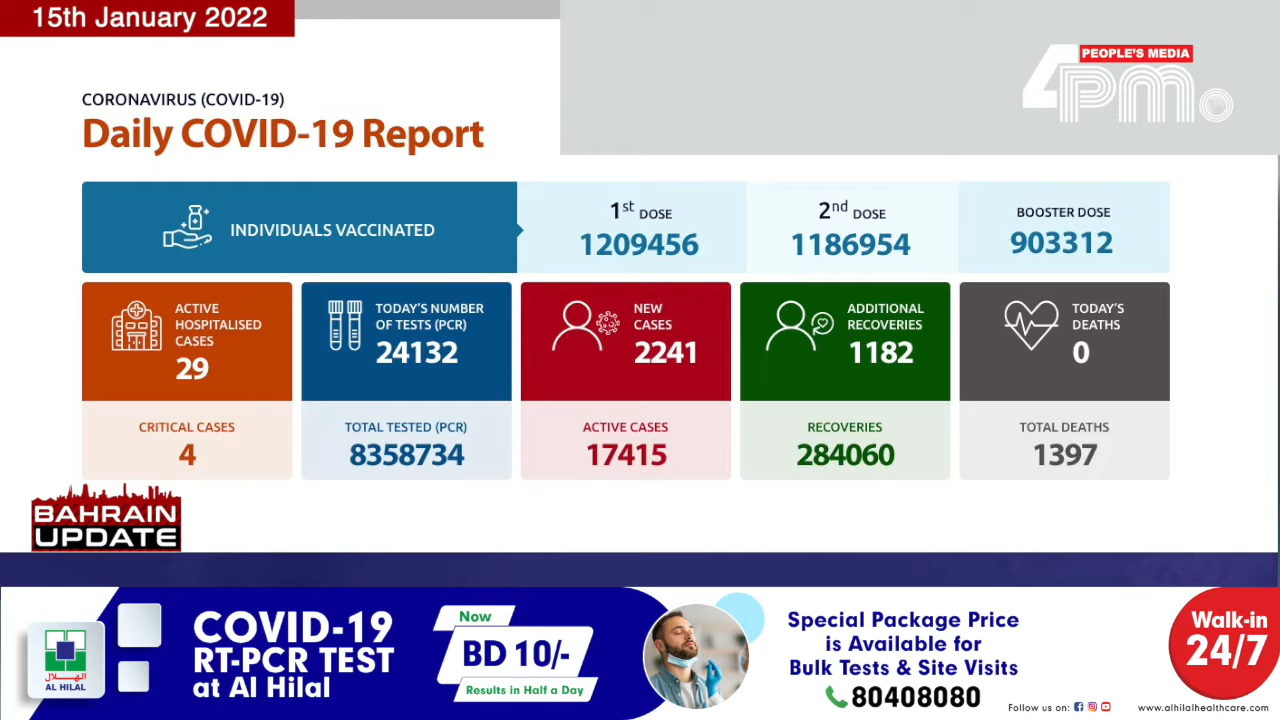 15th January 2022
PEOPLE'S MEDIA
4PM.
CORONAVIRUS (COVID-19)
Daily COVID-19 Report
INDIVIDUALS VACCINATED
1st DOSE
1209456
2nd DOSE
1186954
BOOSTER DOSE
903312
ACTIVE
HOSPITALISED
CASES
29
TODAY'S NUMBER
OF TESTS (PCR)
24132
NEW
CASES
2241
ADDITIONAL
RECOVERIES
1182
TODAY'S
DEATHS
0
CRITICAL CASES
4
TOTAL TESTED (PCR)
8358734
ACTIVE CASES
17415
RECOVERIES
284060
TOTAL DEATHS
1397
BAHRAIN
UPDATE
الهلال
AL HILAL
COVID-19
RT-PCR TEST
at Al Hilal
Now
BD 10/-
Results in Half a Day
Special Package Price
is Available for
Bulk Tests & Site Visits
80408080
Walk-in
24/7
Follow us on:
www.alhilalhealthcare.com